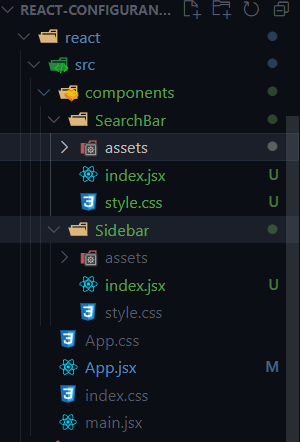 REACT-CONFIGURAN...
react
src
components
SearchBar
assets
index.jsx U
style.css U
Sidebar
assets
index.jsx U
style.css
App.css
App.jsx M
index.css
main.jsx